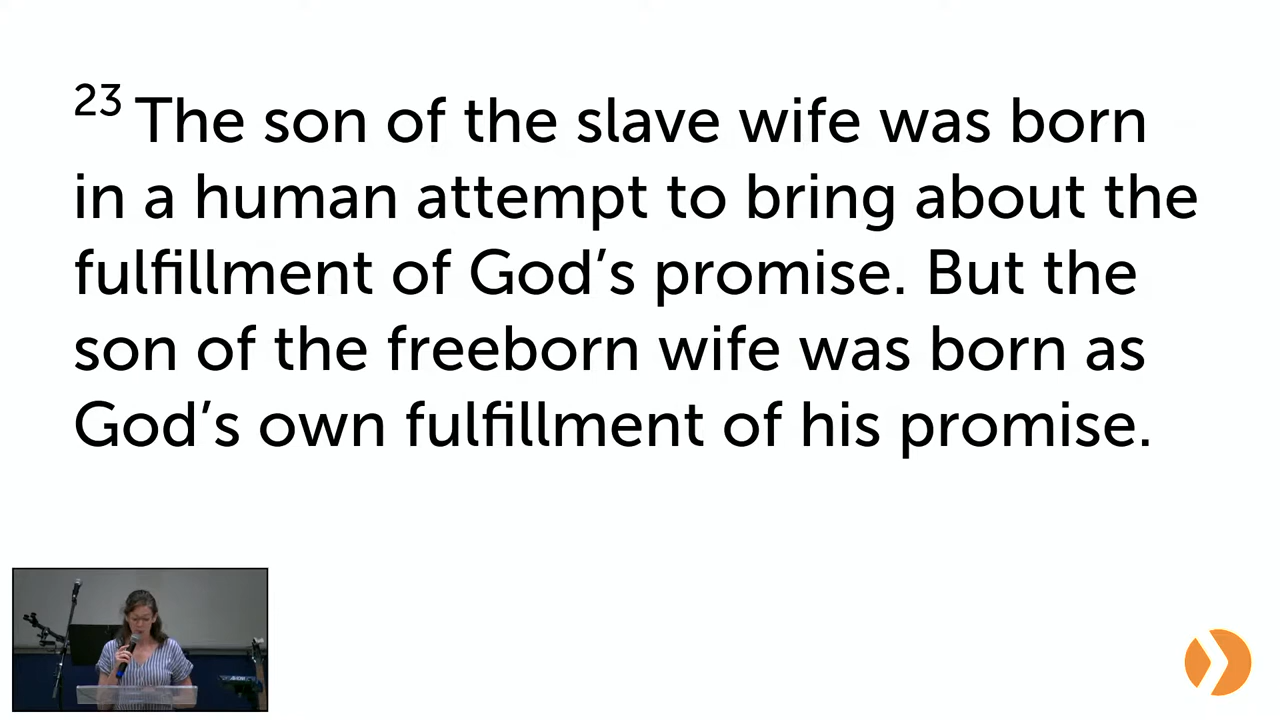 23 The son of the slave wife was born
in a human attempt to bring about the
fulfillment of God’s promise. But the
son of the freeborn wife was born as
God’s own fulfillment of his promise.